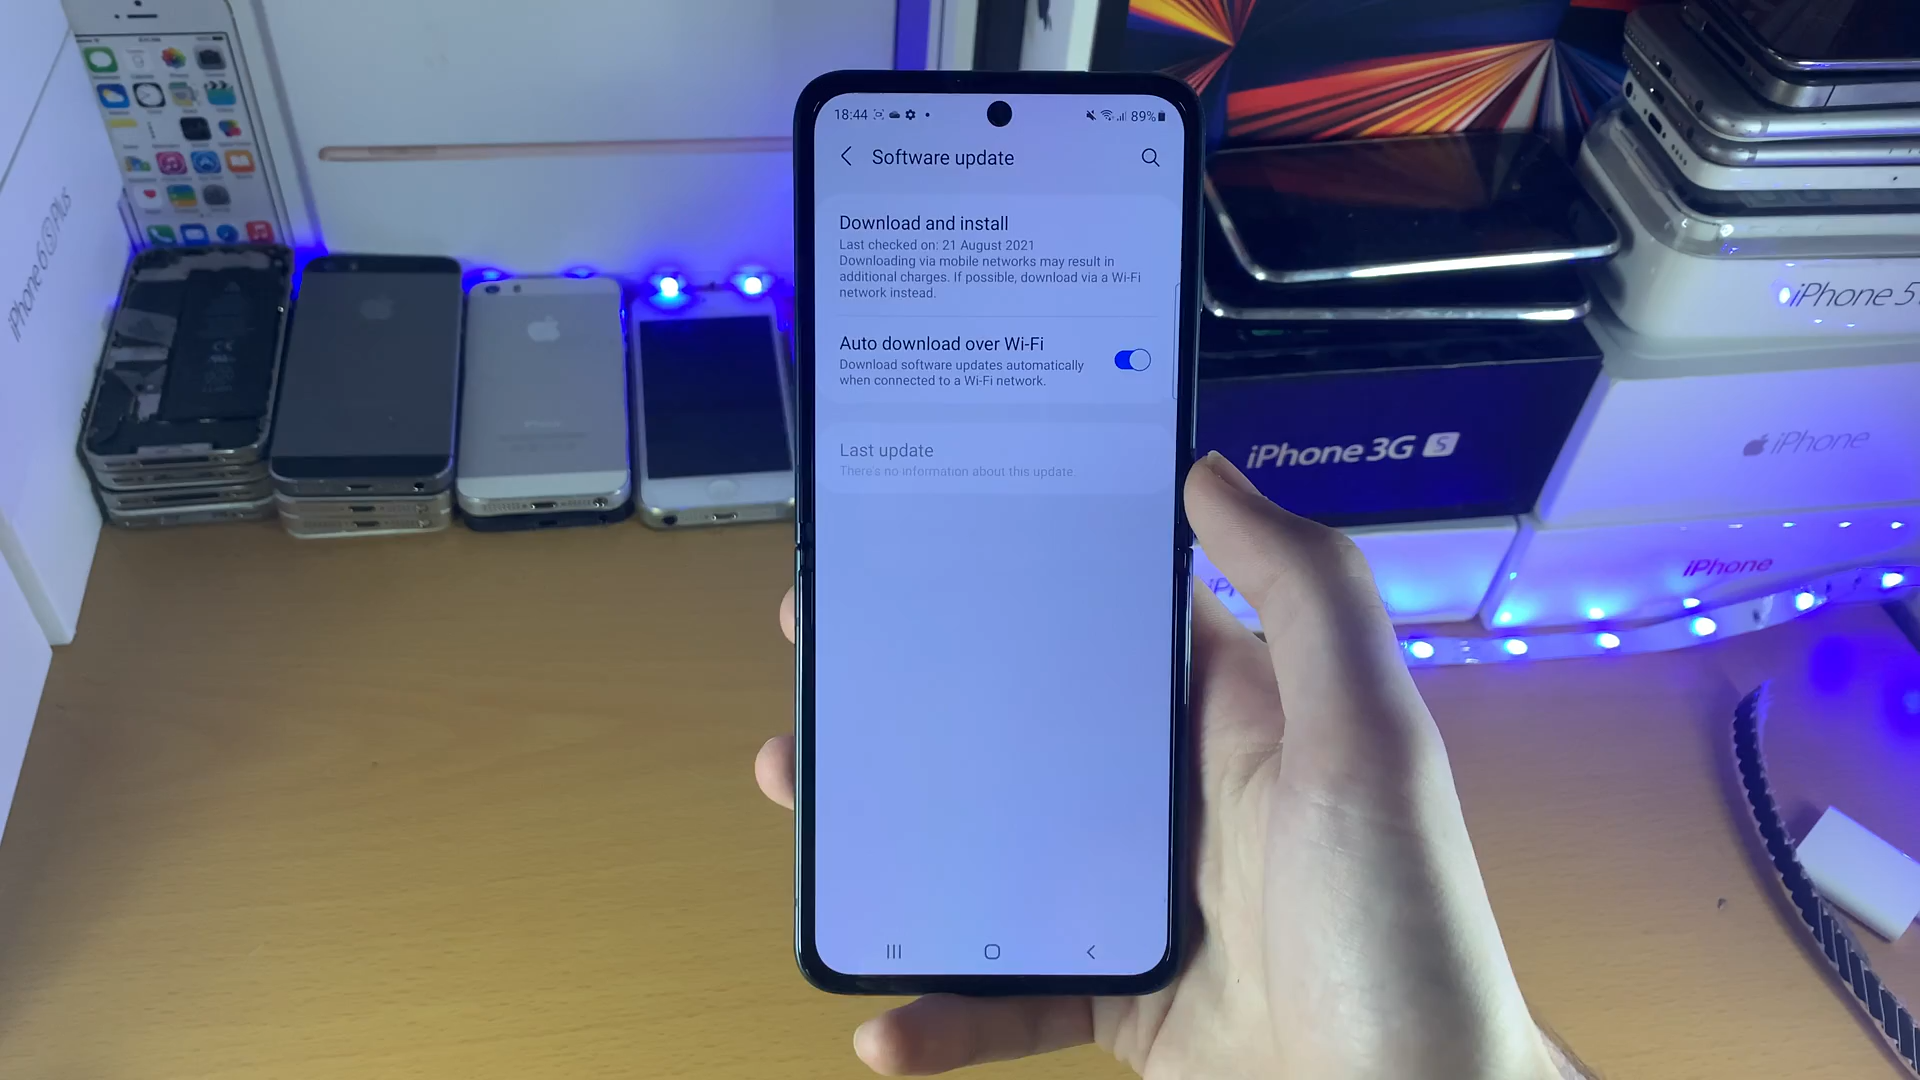 18:44
89%
Software update
Download and install
Last checked on: 21 August 2021
Downloading via mobile networks may result in
additional charges. If possible, download via a Wi-Fi
network instead.
Auto download over Wi-Fi
Download software updates automatically
when connected to a Wi-Fi network.
Last update
There's no information about this update.
iPhone 6 S Plus
iPhone 5
iPhone 3G S
iPhone
iPhone